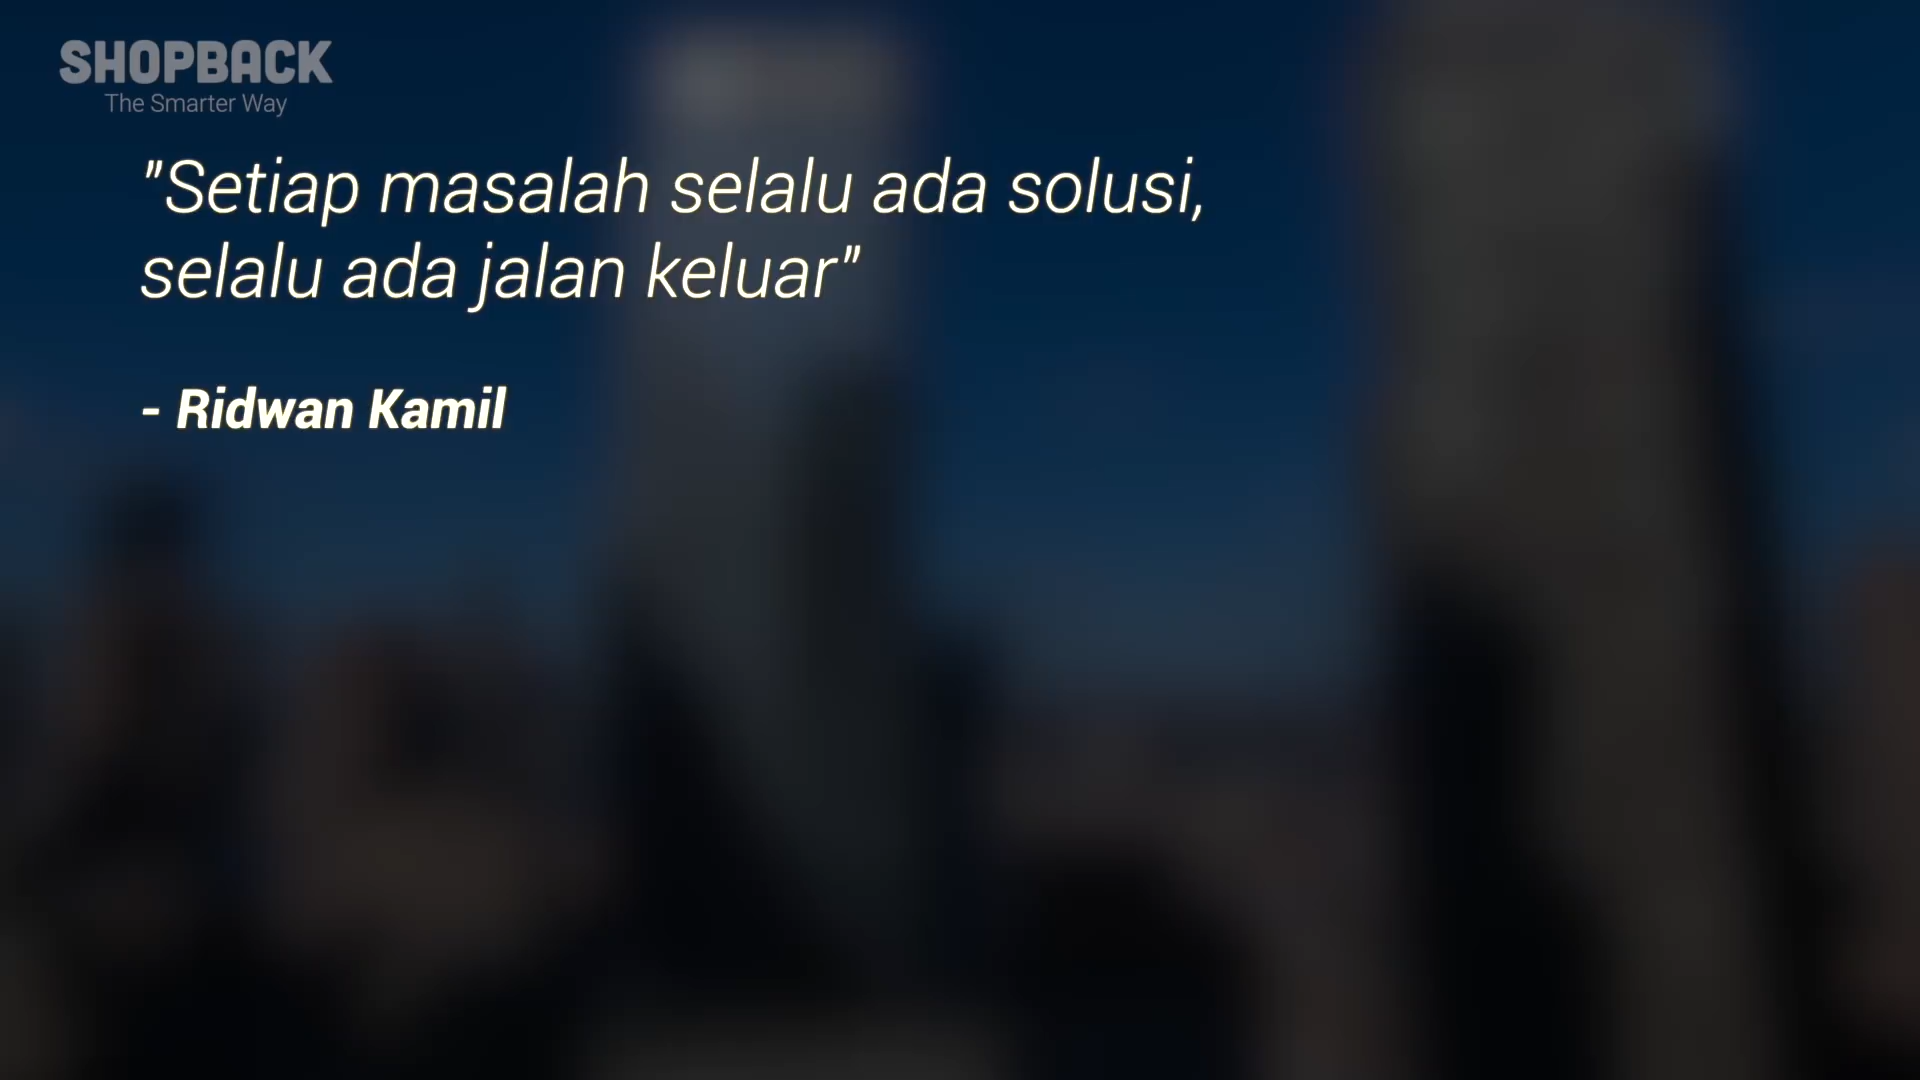 SHOPBACK
The Smarter Way
"Setiap masalah selalu ada solusi,
selalu ada jalan keluar"
- Ridwan Kamil